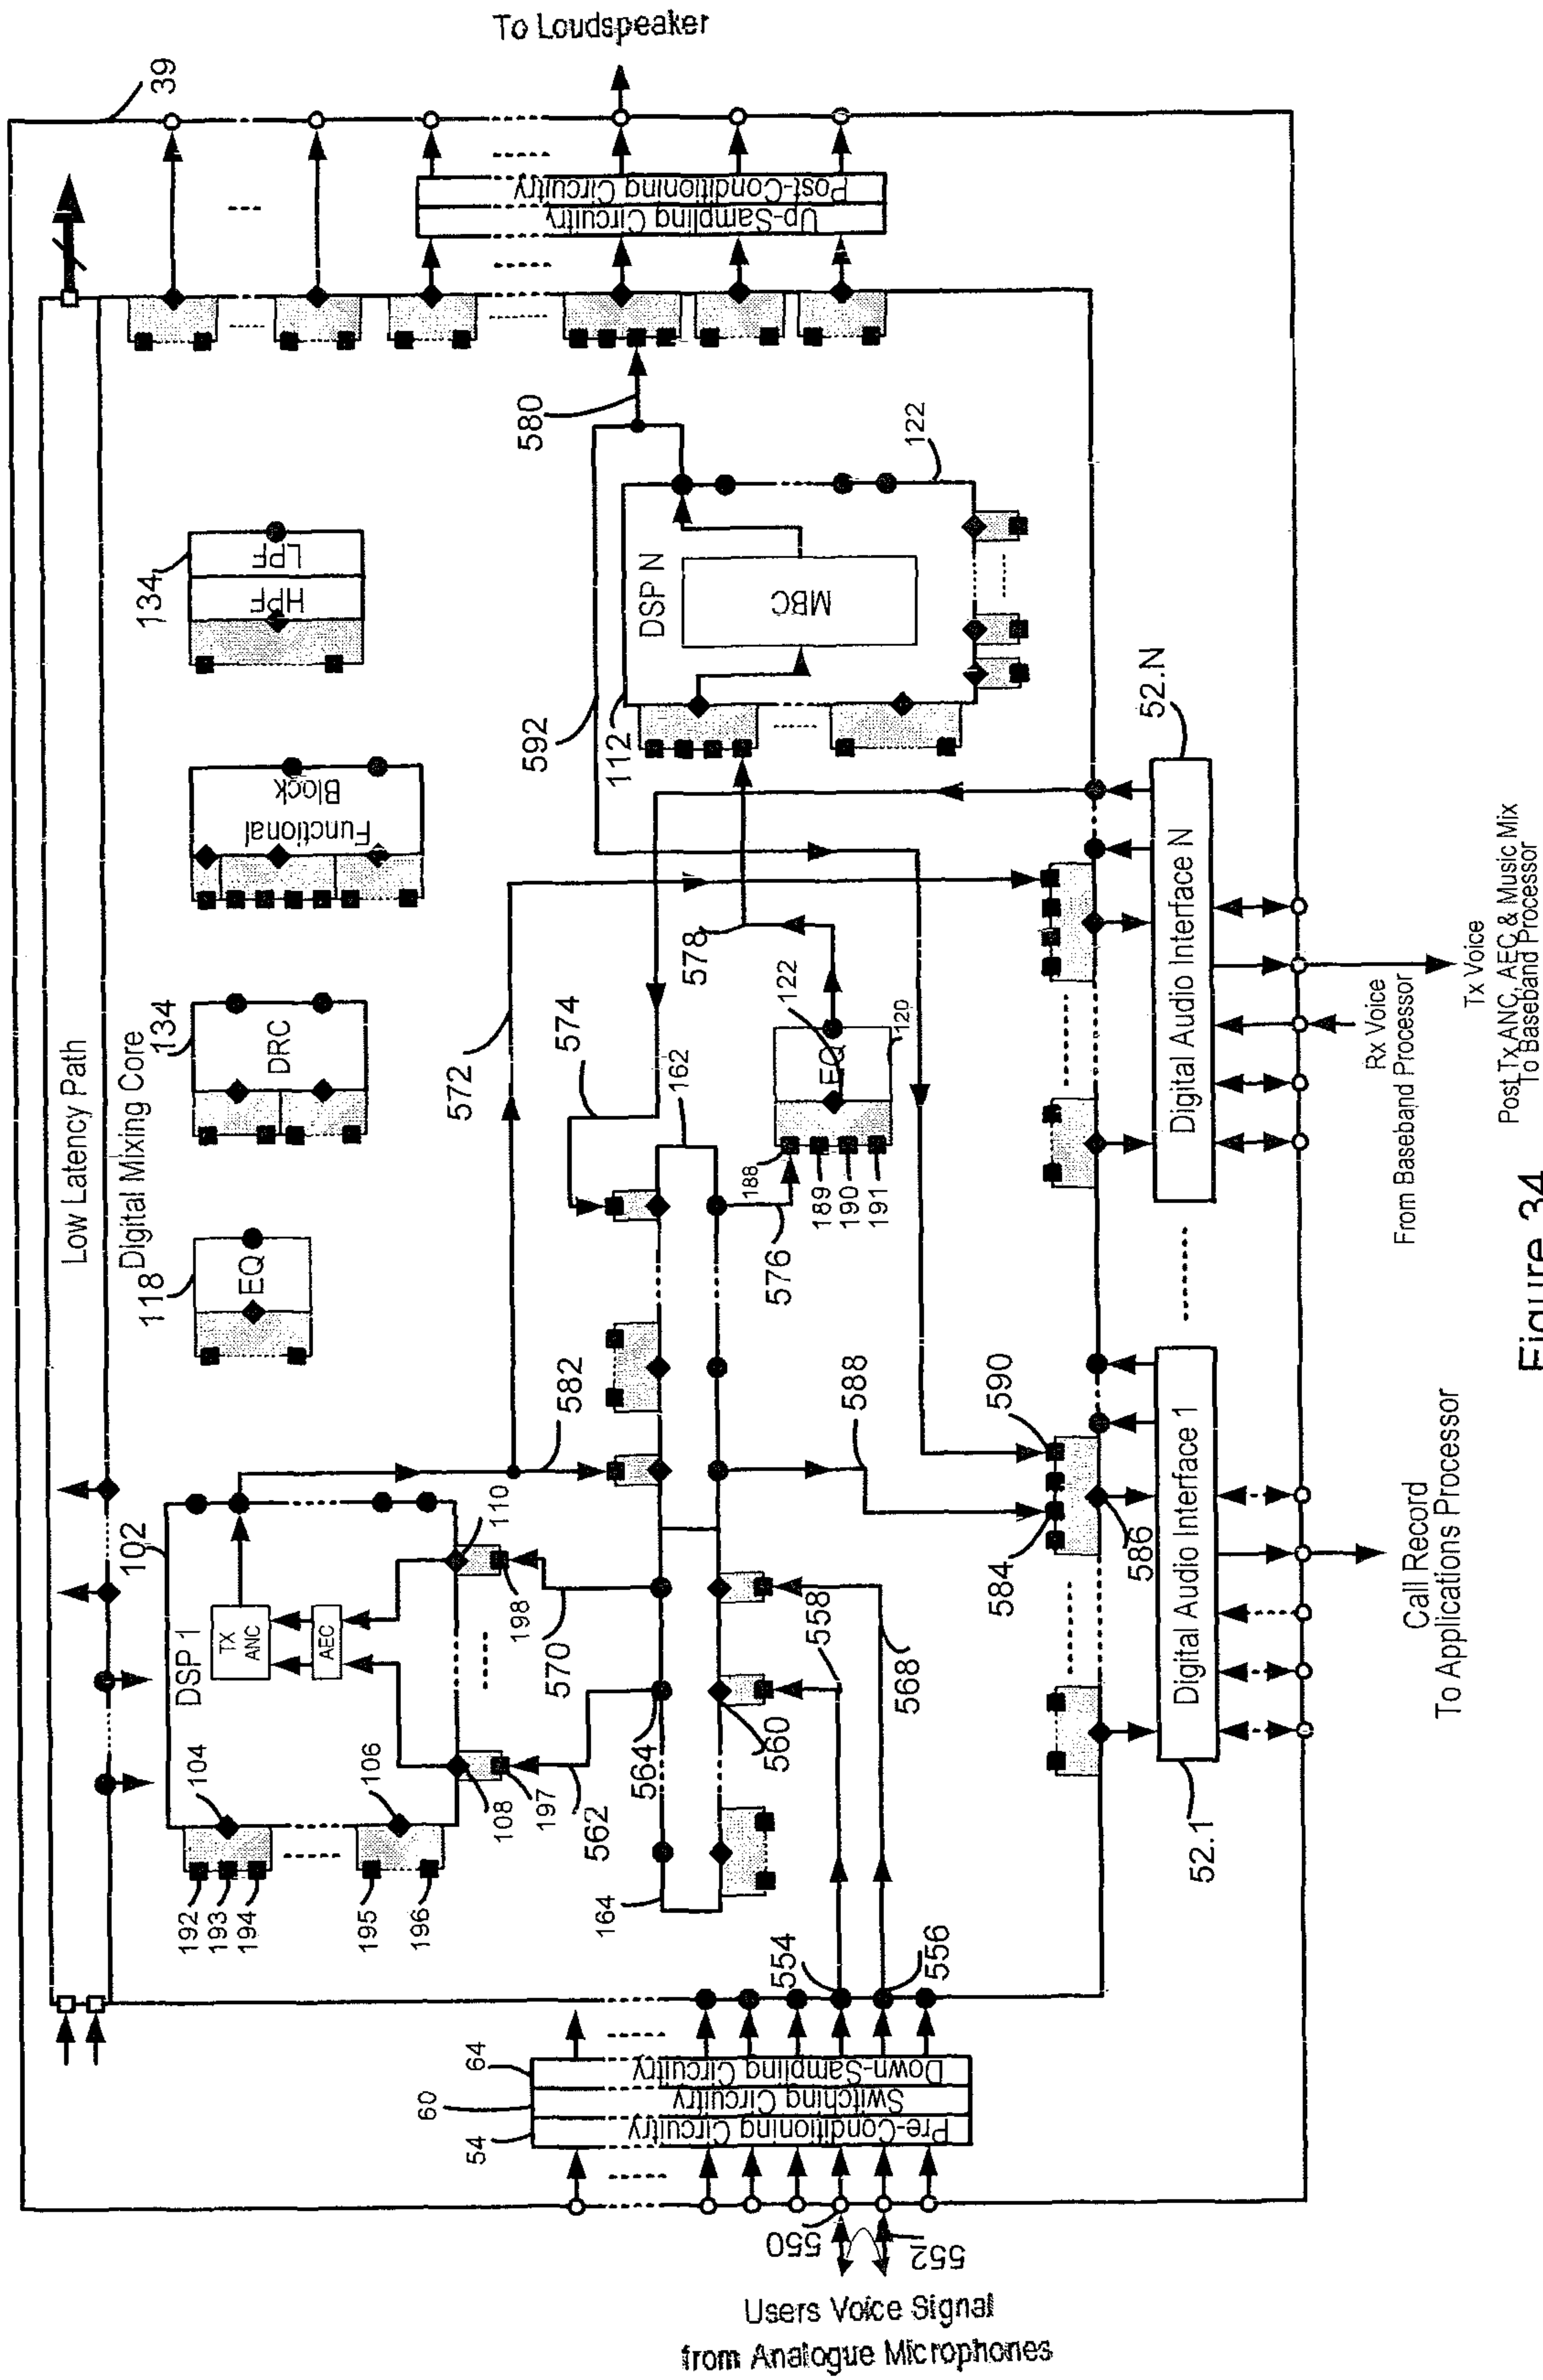 To Loudspeaker
39
Post-Conditioning Circuitry
Up-Sampling Circuitry
580
122
134
LPF
HPF
DSP N
MBC
592
112
Functional
Block
52.N
578
122
134
DRC
Low Latency Path
Digital Mixing Core
572
574
162
EQ
120
188
189
190
191
576
Digital Audio Interface N
Rx Voice
From Baseband Processor
Tx Voice
Post Tx ANC, AEC & Music Mix
To Baseband Processor
118
EQ
582
588
590
584
586
102
DSP 1
TX
ANC
AEC
110
198
570
104
106
108
197
562
564
560
558
568
192
193
194
195
196
164
Digital Audio Interface 1
52.1
Call Record
To Applications Processor
Figure 34
554
556
64
60
54
Down-Sampling Circuitry
Switching Circuitry
Pre-Conditioning Circuitry
550
552
Users Voice Signal
from Analogue Microphones